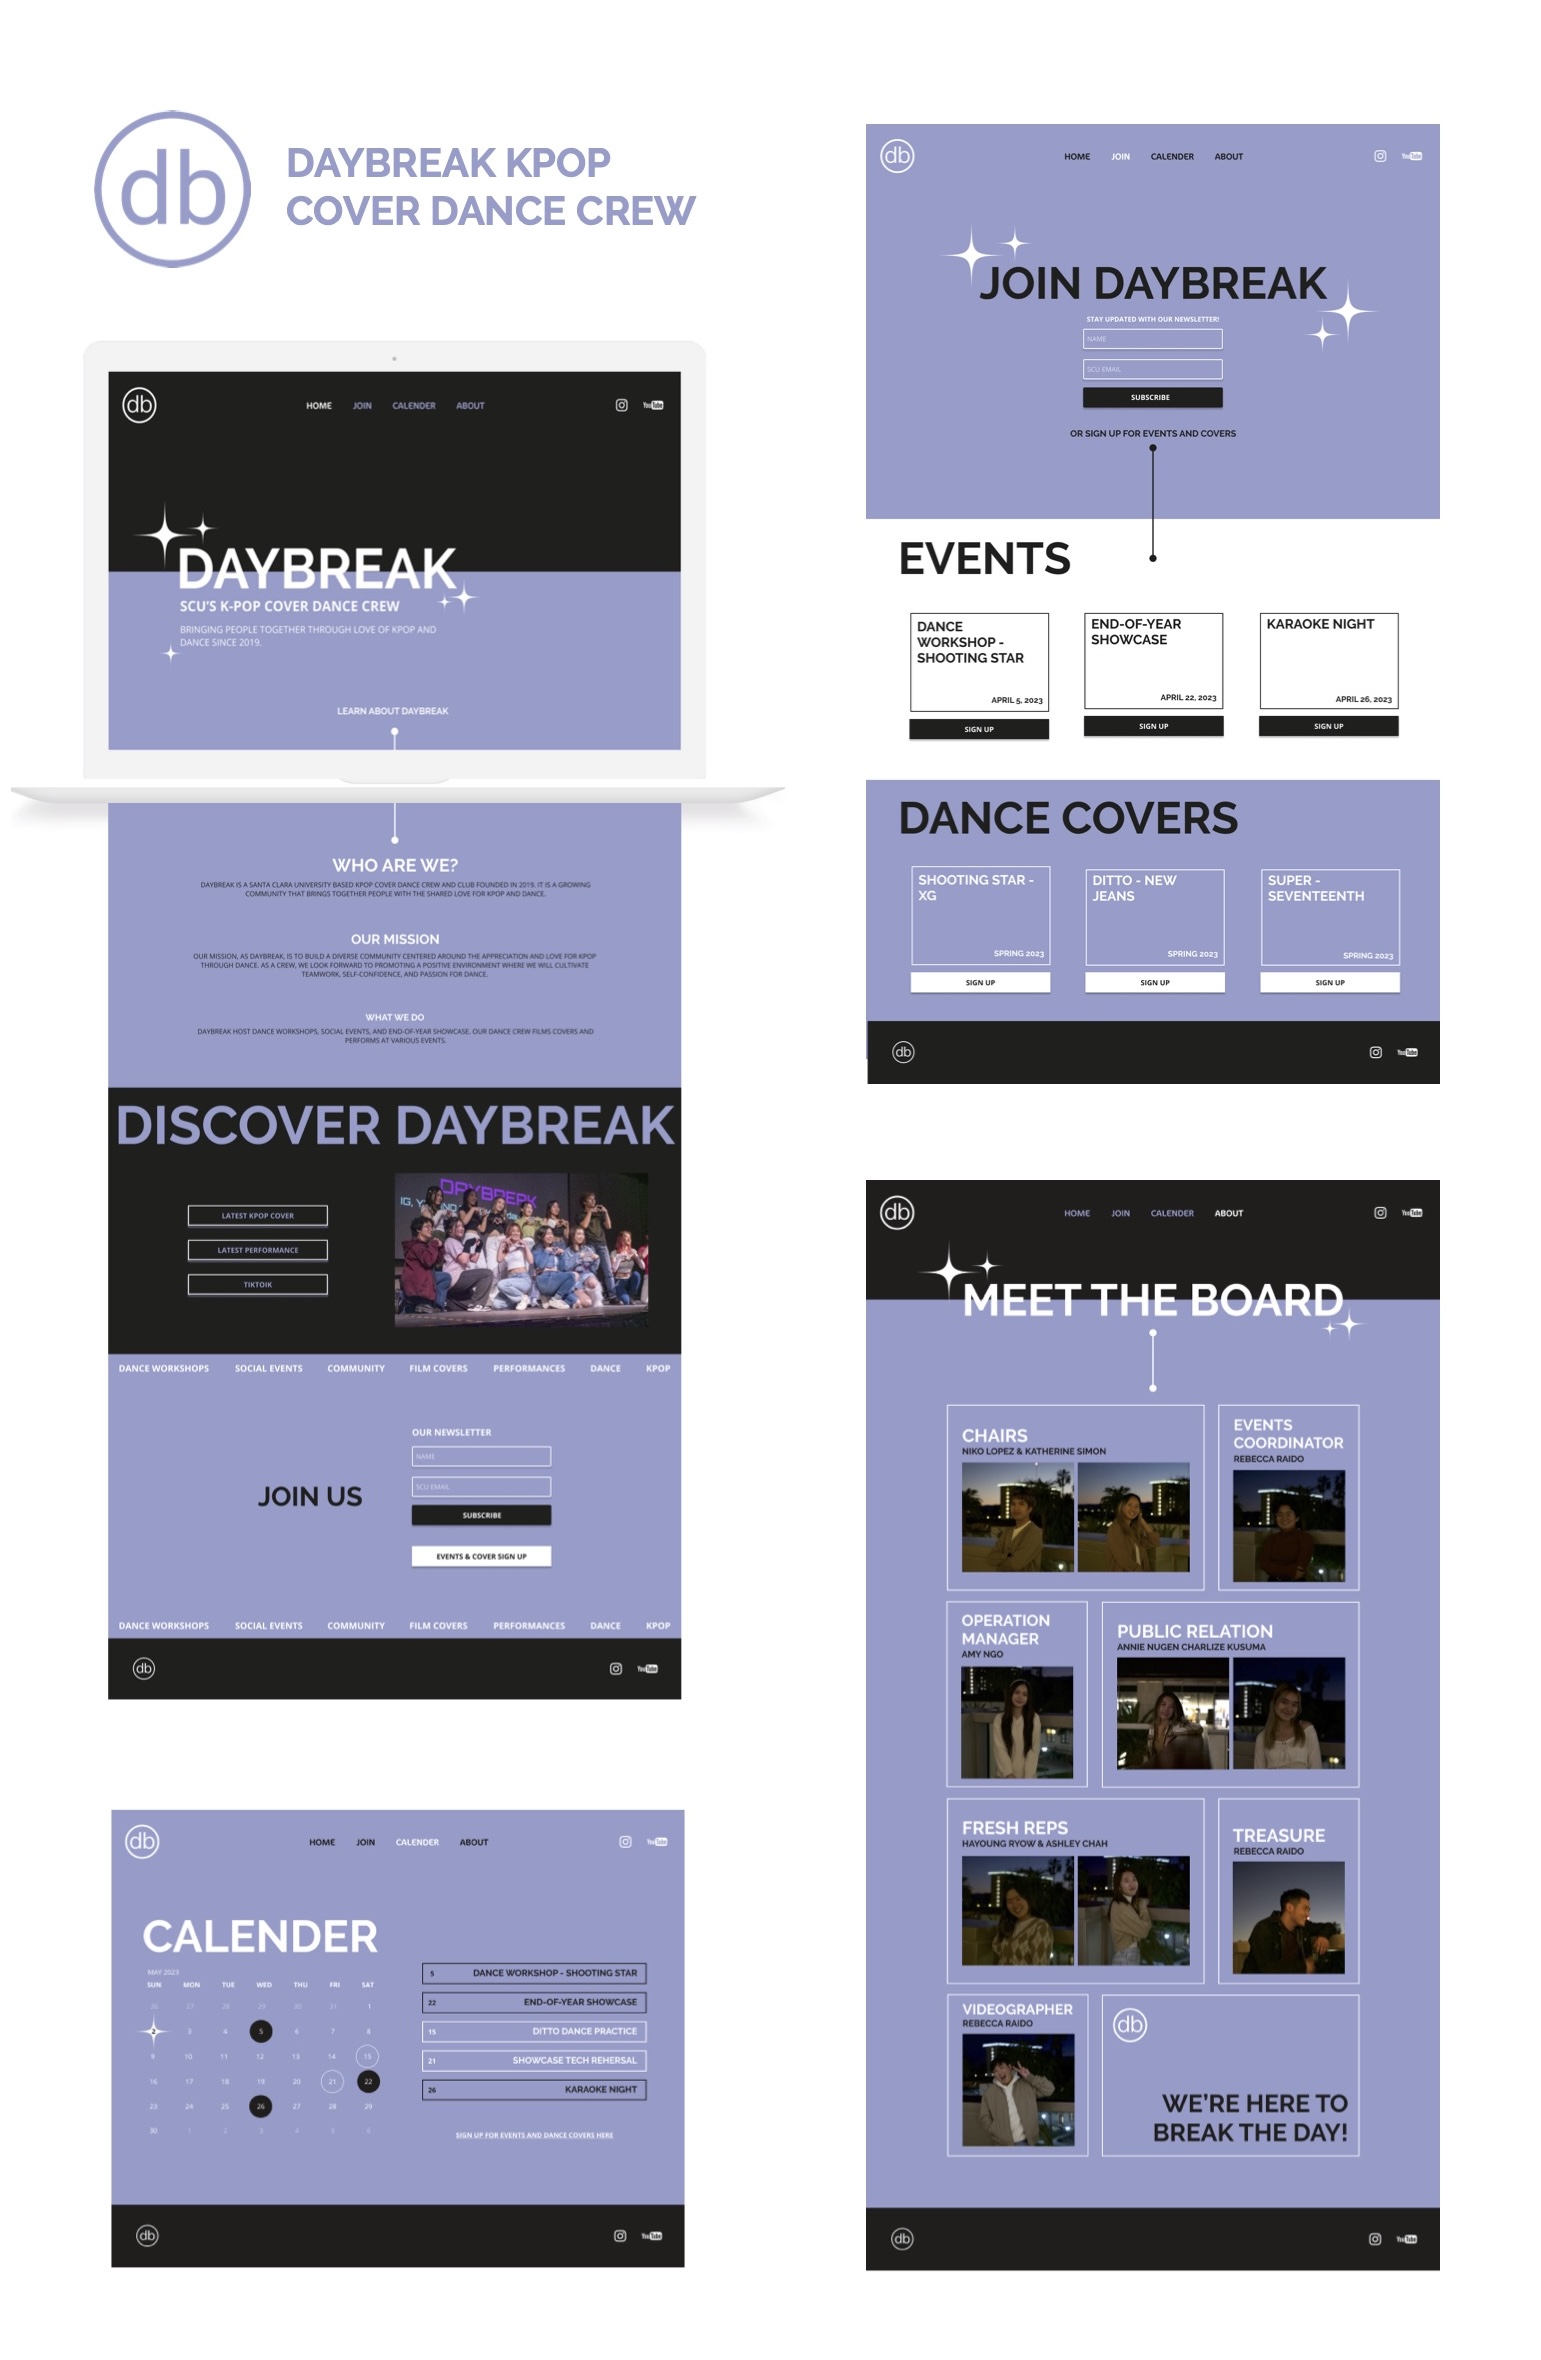 db
DAYBREAK KPOP
COVER DANCE CREW
db
HOME JOIN CALENDER ABOUT
YouTube
DAYBREAK
SCU'S K-POP COVER DANCE CREW
BRINGING PEOPLE TOGETHER THROUGH LOVE OF KPOP AND
DANCE SINCE 2019.
LEARN ABOUT DAYBREAK
WHO ARE WE?
DAYBREAK IS A SANTA CLARA UNIVERSITY BASED KPOP COVER DANCE CREW AND CLUB FOUNDED IN 2019. IT IS A GROWING
COMMUNITY THAT BRINGS TOGETHER PEOPLE WITH THE SHARED LOVE FOR KPOP AND DANCE.
OUR MISSION
OUR MISSION, AS DAYBREAK, IS TO BUILD A DIVERSE COMMUNITY CENTERED AROUND THE APPRECIATION AND LOVE FOR KPOP
THROUGH DANCE. AS A CREW, WE LOOK FORWARD TO PROMOTING A POSITIVE ENVIRONMENT WHERE WE WILL CULTIVATE
TEAMWORK, SELF-CONFIDENCE, AND PASSION FOR DANCE.
WHAT WE DO
DAYBREAK HOST DANCE WORKSHOPS, SOCIAL EVENTS, AND END-OF-YEAR SHOWCASE. OUR DANCE CREW FILMS COVERS AND
PERFORMS AT VARIOUS EVENTS.
DISCOVER DAYBREAK
LATEST KPOP COVER
LATEST PERFORMANCE
TIKTOIK
DAYBREAK
DANCE WORKSHOPS SOCIAL EVENTS COMMUNITY FILM COVERS PERFORMANCES DANCE KPOP
JOIN US
OUR NEWSLETTER
NAME
SCU EMAIL
SUBSCRIBE
EVENTS & COVER SIGN UP
DANCE WORKSHOPS SOCIAL EVENTS COMMUNITY FILM COVERS PERFORMANCES DANCE KPOP
db
YouTube
db
HOME JOIN CALENDER ABOUT
YouTube
CALENDER
MAY 2023
SUN MON TUE WED THU FRI SAT
26 27 28 29 30 31 1
2 3 4 5 6 7 8
9 10 11 12 13 14 15
16 17 18 19 20 21 22
23 24 25 26 27 28 29
30 1 2 3 4 5 6
5 DANCE WORKSHOP - SHOOTING STAR
22 END-OF-YEAR SHOWCASE
15 DITTO DANCE PRACTICE
21 SHOWCASE TECH REHERSAL
26 KARAOKE NIGHT
SIGN UP FOR EVENTS AND DANCE COVERS HERE
db
YouTube
db
HOME JOIN CALENDER ABOUT
YouTube
JOIN DAYBREAK
STAY UPDATED WITH OUR NEWSLETTER!
NAME
SCU EMAIL
SUBSCRIBE
OR SIGN UP FOR EVENTS AND COVERS
EVENTS
DANCE
WORKSHOP -
SHOOTING STAR
APRIL 5, 2023
SIGN UP
END-OF-YEAR
SHOWCASE
APRIL 22, 2023
SIGN UP
KARAOKE NIGHT
APRIL 26, 2023
SIGN UP
DANCE COVERS
SHOOTING STAR -
XG
SPRING 2023
SIGN UP
DITTO - NEW
JEANS
SPRING 2023
SIGN UP
SUPER -
SEVENTEENTH
SPRING 2023
SIGN UP
db
YouTube
db
HOME JOIN CALENDER ABOUT
YouTube
MEET THE BOARD
CHAIRS
NIKO LOPEZ & KATHERINE SIMON
EVENTS
COORDINATOR
REBECCA RAIDO
OPERATION
MANAGER
AMY NGO
PUBLIC RELATION
ANNIE NUGEN CHARLIZE KUSUMA
FRESH REPS
HAYOUNG RYOW & ASHLEY CHAH
TREASURE
REBECCA RAIDO
VIDEOGRAPHER
REBECCA RAIDO
db
WE'RE HERE TO
BREAK THE DAY!
db
YouTube